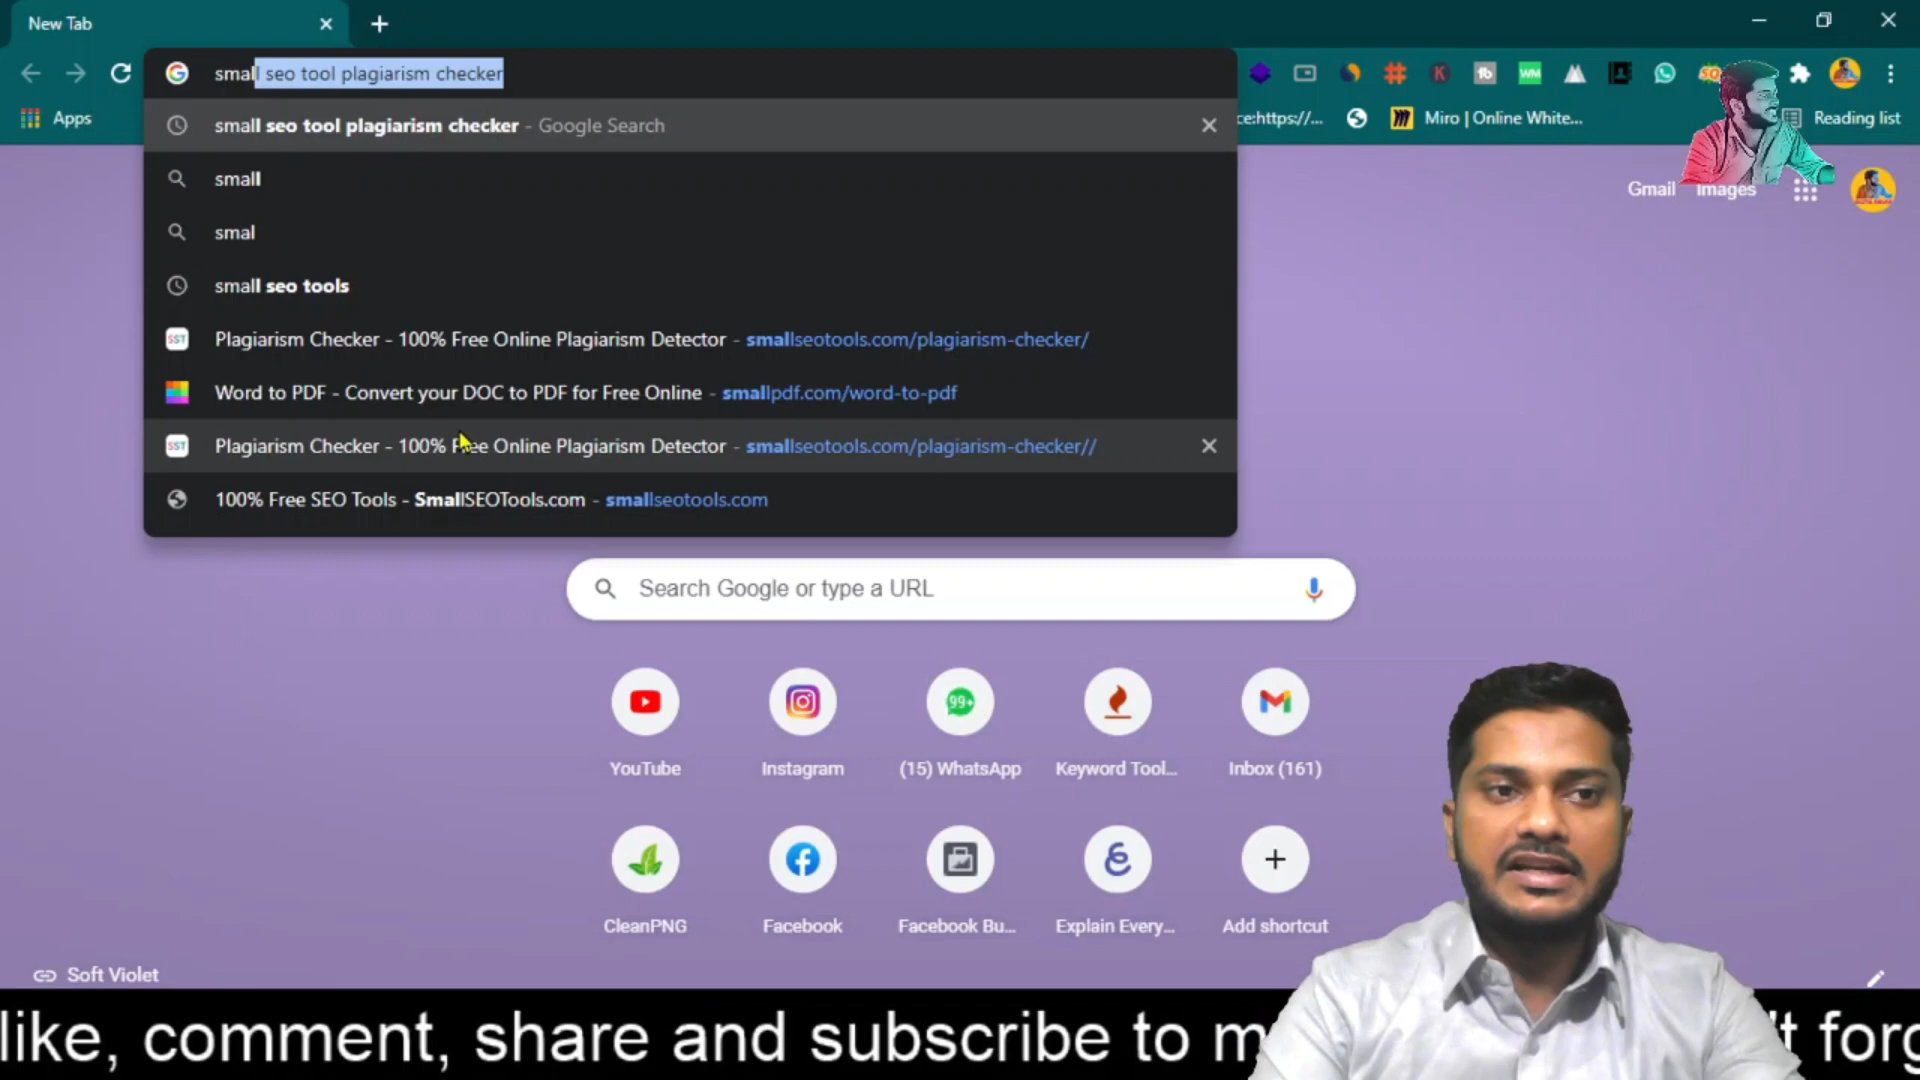 New Tab
small seo tool plagiarism checker
Apps
ce:https://...
Miro | Online White...
Reading list
small seo tool plagiarism checker - Google Search
small
smal
small seo tools
Plagiarism Checker - 100% Free Online Plagiarism Detector - smallseotools.com/plagiarism-checker/
Word to PDF - Convert your DOC to PDF for Free Online - smallpdf.com/word-to-pdf
Plagiarism Checker - 100% Free Online Plagiarism Detector - smallseotools.com/plagiarism-checker//
100% Free SEO Tools - SmallSEOTools.com - smallseotools.com
Gmail Images
Search Google or type a URL
99+
YouTube
Instagram
(15) WhatsApp
Keyword Tool...
Inbox (161)
CleanPNG
Facebook
Facebook Bu...
Explain Every...
Add shortcut
Soft Violet
like, comment, share and subscribe to m 't forg